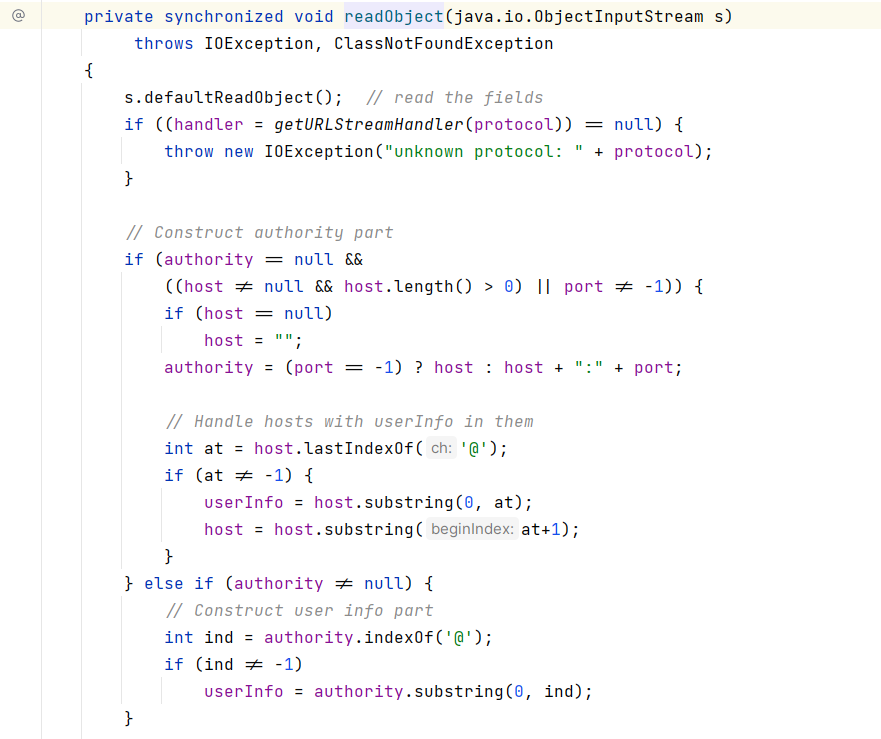 @ private synchronized void readObject(java.io.ObjectInputStream s)
throws IOException, ClassNotFoundException
{
s.defaultReadObject();  // read the fields
if ((handler = getURLStreamHandler(protocol)) == null) {
throw new IOException("unknown protocol: " + protocol);
}
// Construct authority part
if (authority == null &&
((host != null && host.length() > 0) || port != -1)) {
if (host == null)
host = "";
authority = (port == -1) ? host : host + ":" + port;
// Handle hosts with userInfo in them
int at = host.lastIndexOf( ch: '@');
if (at != -1) {
userInfo = host.substring(0, at);
host = host.substring( beginIndex: at+1);
}
} else if (authority != null) {
// Construct user info part
int ind = authority.indexOf('@');
if (ind != -1)
userInfo = authority.substring(0, ind);
}